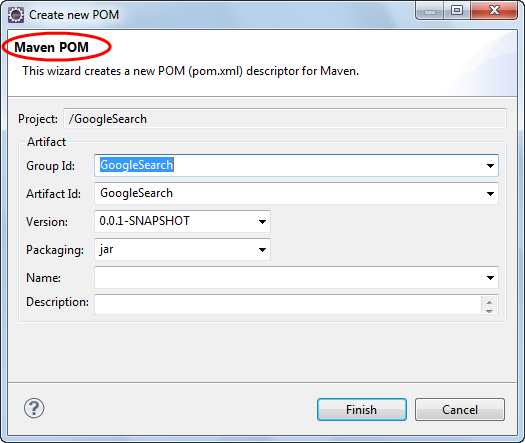 Create new POM
Maven POM
This wizard creates a new POM (pom.xml) descriptor for Maven.
Project: /GoogleSearch
Artifact
Group Id: GoogleSearch
Artifact Id: GoogleSearch
Version: 0.0.1-SNAPSHOT
Packaging: jar
Name:
Description:
? Finish Cancel